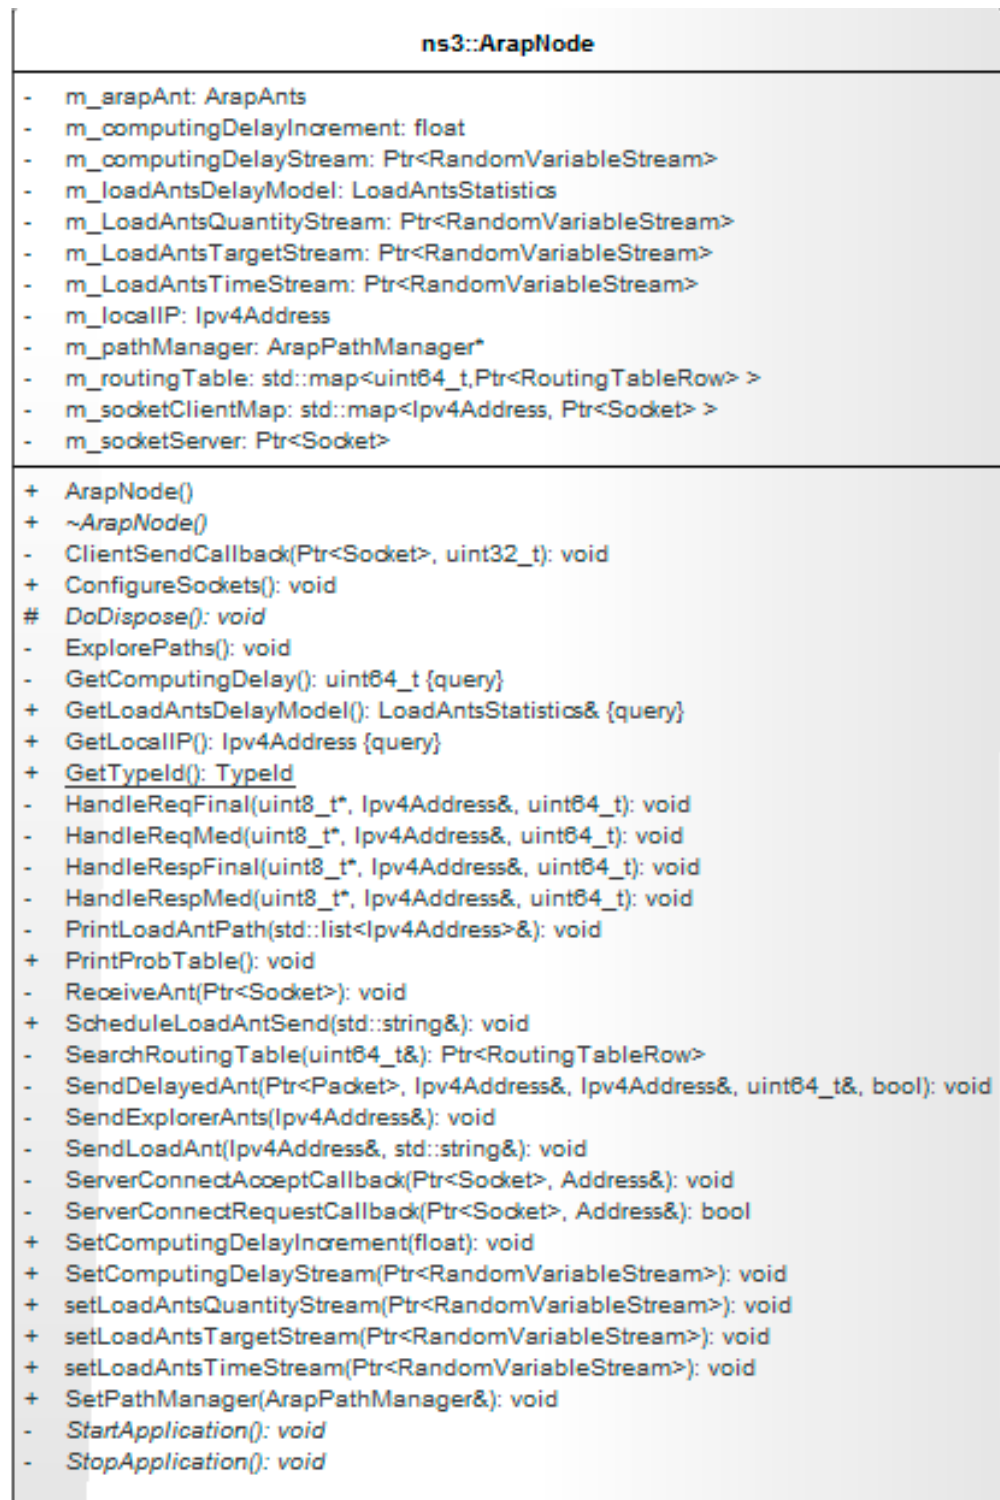 ns3::ArapNode
- m_arapAnt: ArapAnts
- m_computingDelayIncrement: float
- m_computingDelayStream: Ptr<RandomVariableStream>
- m_loadAntsDelayModel: LoadAntsStatistics
- m_LoadAntsQuantityStream: Ptr<RandomVariableStream>
- m_LoadAntsTargetStream: Ptr<RandomVariableStream>
- m_LoadAntsTimeStream: Ptr<RandomVariableStream>
- m_localIP: Ipv4Address
- m_pathManager: ArapPathManager*
- m_routingTable: std::map<uint64_t,Ptr<RoutingTableRow> >
- m_socketClientMap: std::map<Ipv4Address, Ptr<Socket> >
- m_socketServer: Ptr<Socket>
+ ArapNode()
+ ~ArapNode()
- ClientSendCallback(Ptr<Socket>, uint32_t): void
+ ConfigureSockets(): void
# DoDispose(): void
- ExplorePaths(): void
- GetComputingDelay(): uint64_t {query}
+ GetLoadAntsDelayModel(): LoadAntsStatistics& {query}
+ GetLocalIP(): Ipv4Address {query}
+ GetTypeId(): TypeId
- HandleReqFinal(uint8_t*, Ipv4Address&, uint64_t): void
- HandleReqMed(uint8_t*, Ipv4Address&, uint64_t): void
- HandleRespFinal(uint8_t*, Ipv4Address&, uint64_t): void
- HandleRespMed(uint8_t*, Ipv4Address&, uint64_t): void
- PrintLoadAntPath(std::list<Ipv4Address>&): void
+ PrintProbTable(): void
- ReceiveAnt(Ptr<Socket>): void
+ ScheduleLoadAntSend(std::string&): void
- SearchRoutingTable(uint64_t&): Ptr<RoutingTableRow>
- SendDelayedAnt(Ptr<Packet>, Ipv4Address&, Ipv4Address&, uint64_t&, bool): void
- SendExplorerAnts(Ipv4Address&): void
- SendLoadAnt(Ipv4Address&, std::string&): void
- ServerConnectAcceptCallback(Ptr<Socket>, Address&): void
- ServerConnectRequestCallback(Ptr<Socket>, Address&): bool
+ SetComputingDelayIncrement(float): void
+ SetComputingDelayStream(Ptr<RandomVariableStream>): void
+ setLoadAntsQuantityStream(Ptr<RandomVariableStream>): void
+ setLoadAntsTargetStream(Ptr<RandomVariableStream>): void
+ setLoadAntsTimeStream(Ptr<RandomVariableStream>): void
+ SetPathManager(ArapPathManager&): void
- StartApplication(): void
- StopApplication(): void